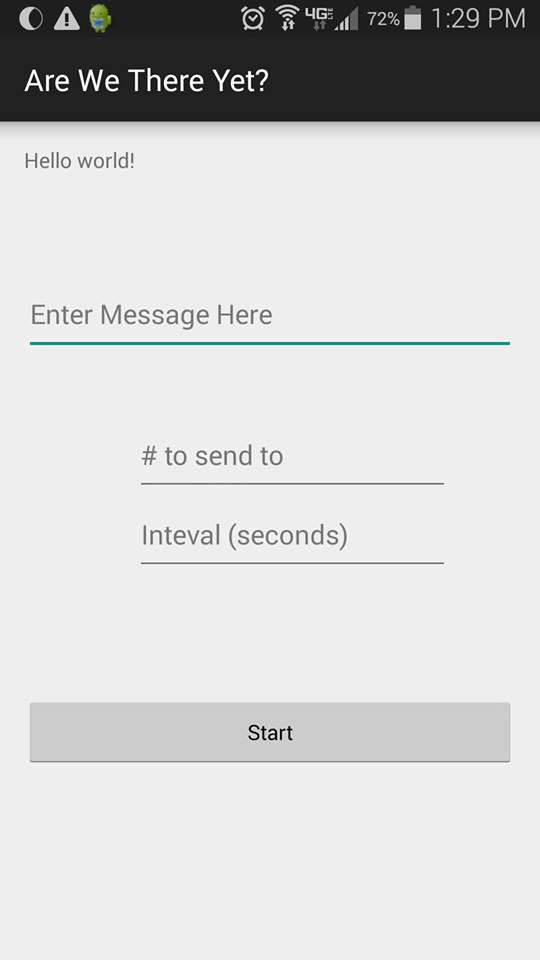 4G LTE 72% 1:29 PM
Are We There Yet?
Hello world!
Enter Message Here
# to send to
Inteval (seconds)
Start